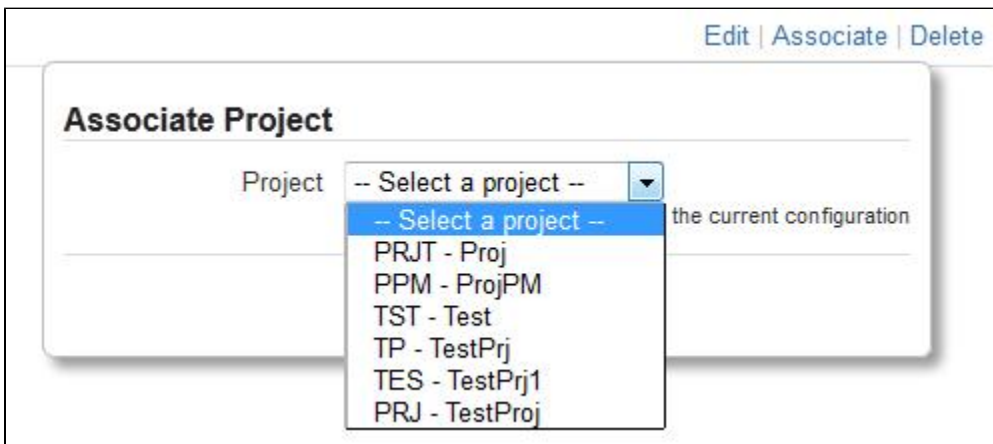 Edit | Associate | Delete
Associate Project
Project -- Select a project --
-- Select a project -- the current configuration
PRJT - Proj
PPM - ProjPM
TST - Test
TP - TestPrj
TES - TestPrj1
PRJ - TestProj